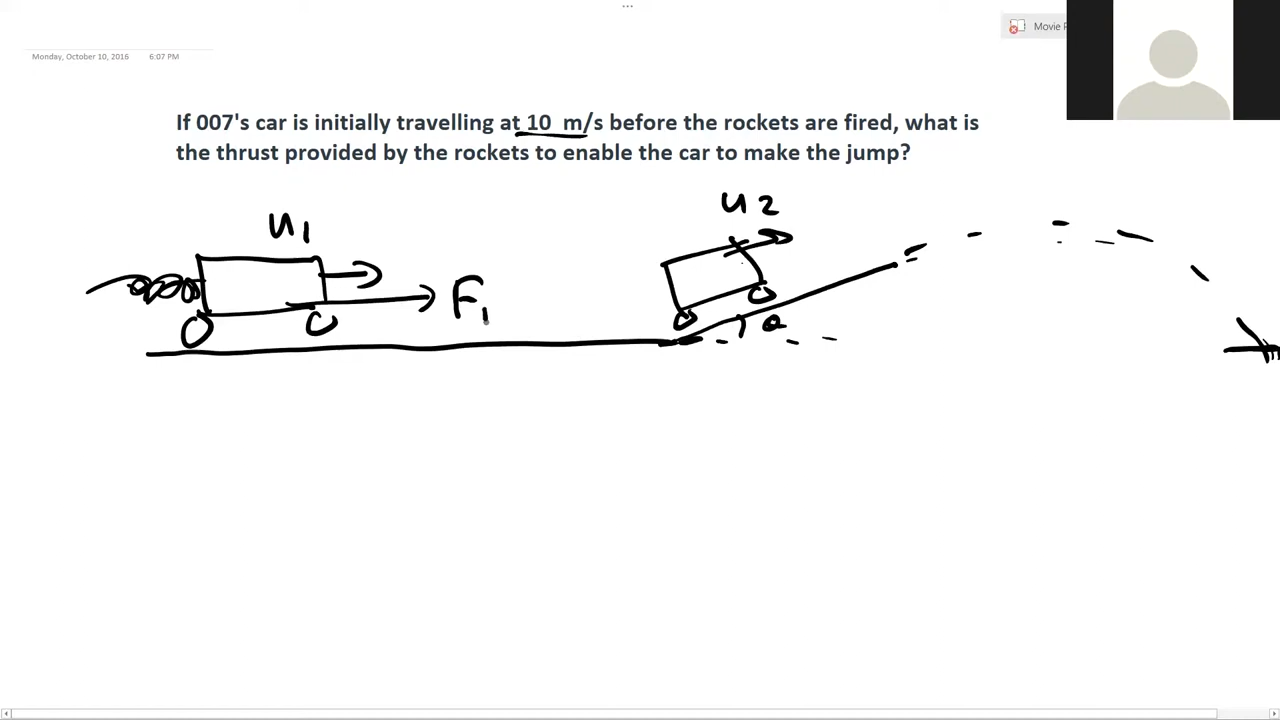 Movie
Monday, October 10, 2016 6:07 PM
If 007's car is initially travelling at 10 m/s before the rockets are fired, what is
the thrust provided by the rockets to enable the car to make the jump?
u1
u2
F1
θ